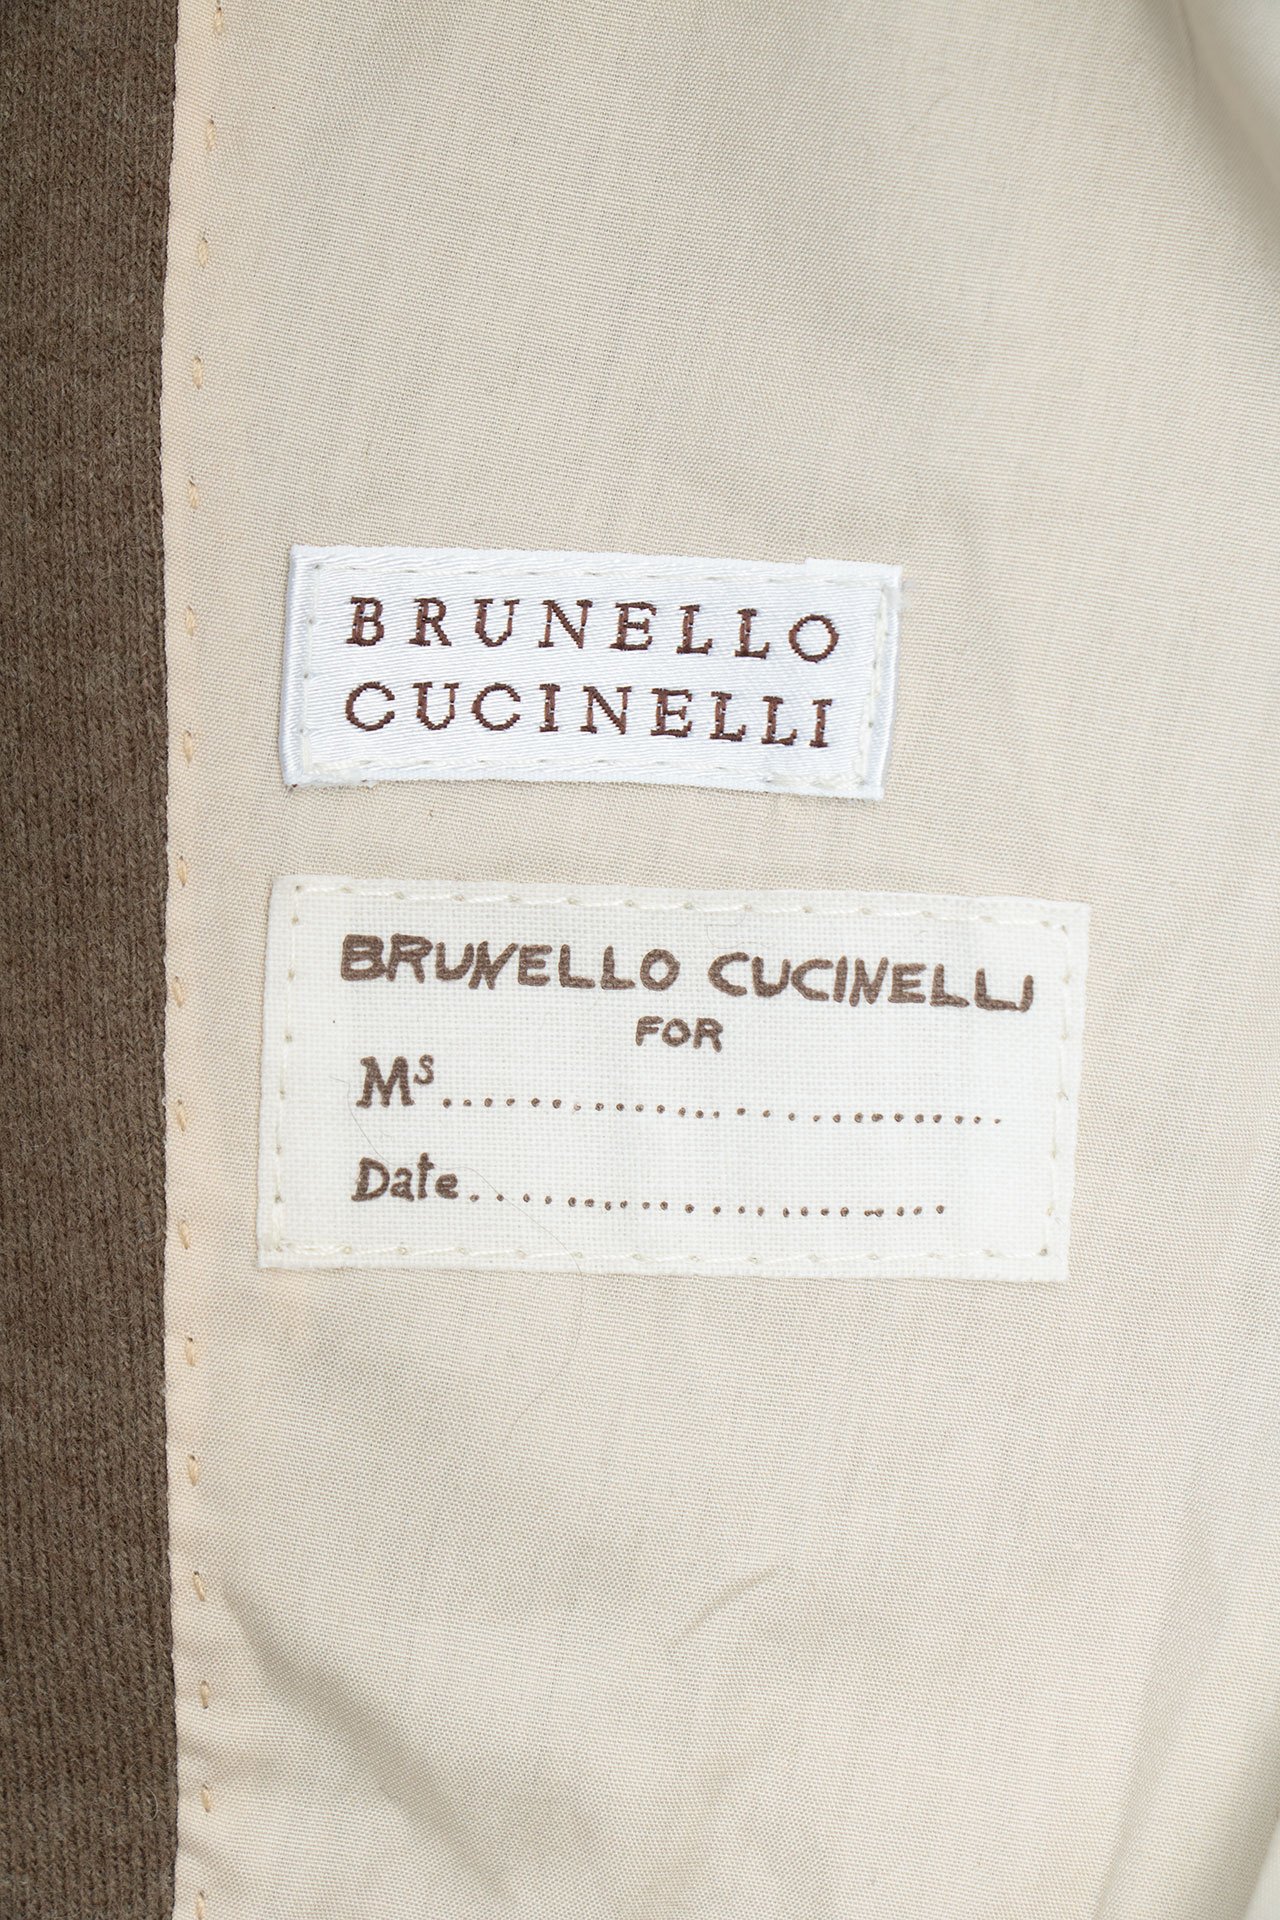 BRUNELLO
CUCINELLI
BRUNELLO CUCINELLI
FOR
Ms..............................
Date..............................